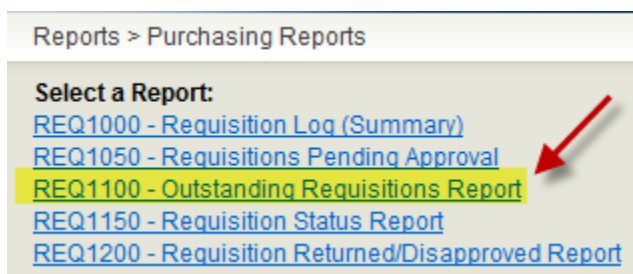 Reports > Purchasing Reports
Select a Report:
REQ1000 - Requisition Log (Summary)
REQ1050 - Requisitions Pending Approval
REQ1100 - Outstanding Requisitions Report
REQ1150 - Requisition Status Report
REQ1200 - Requisition Returned/Disapproved Report